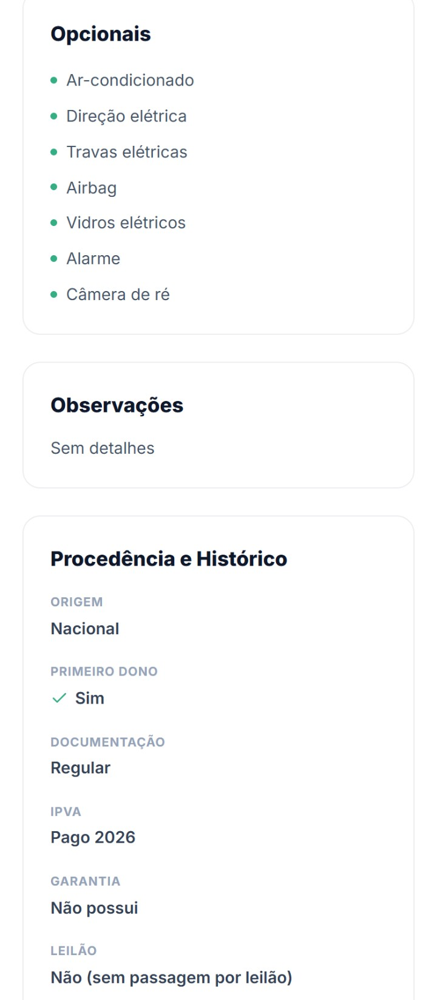 Opcionais
Ar-condicionado
Direção elétrica
Travas elétricas
Airbag
Vidros elétricos
Alarme
Câmera de ré
Observações
Sem detalhes
Procedência e Histórico
ORIGEM
Nacional
PRIMEIRO DONO
Sim
DOCUMENTAÇÃO
Regular
IPVA
Pago 2026
GARANTIA
Não possui
LEILÃO
Não (sem passagem por leilão)